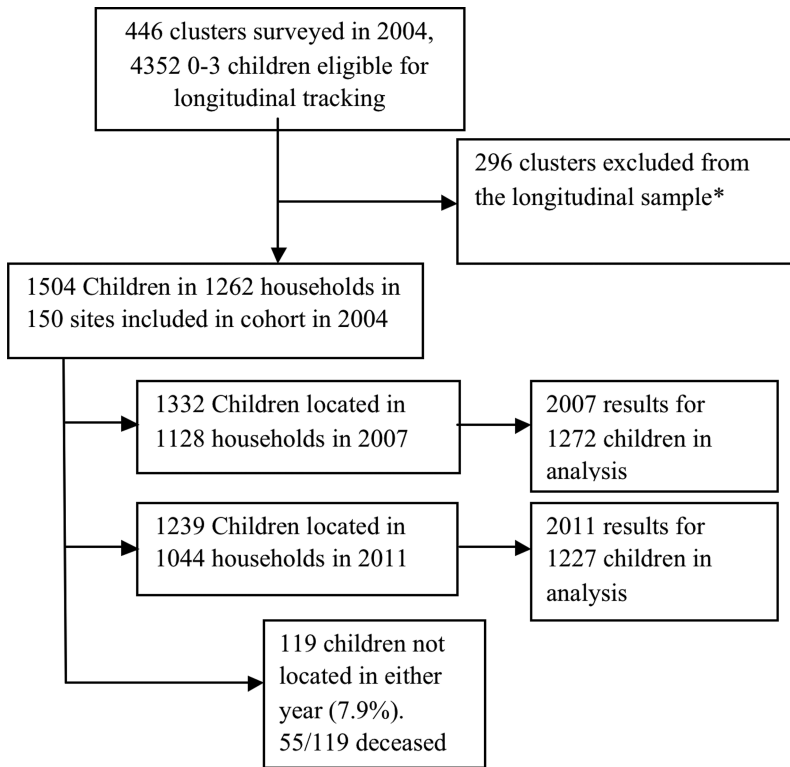 446 clusters surveyed in 2004,
4352 0-3 children eligible for
longitudinal tracking
296 clusters excluded from
the longitudinal sample*
1504 Children in 1262 households in
150 sites included in cohort in 2004
1332 Children located in
1128 households in 2007
2007 results for
1272 children in
analysis
1239 Children located in
1044 households in 2011
2011 results for
1227 children in
analysis
119 children not
located in either
year (7.9%).
55/119 deceased